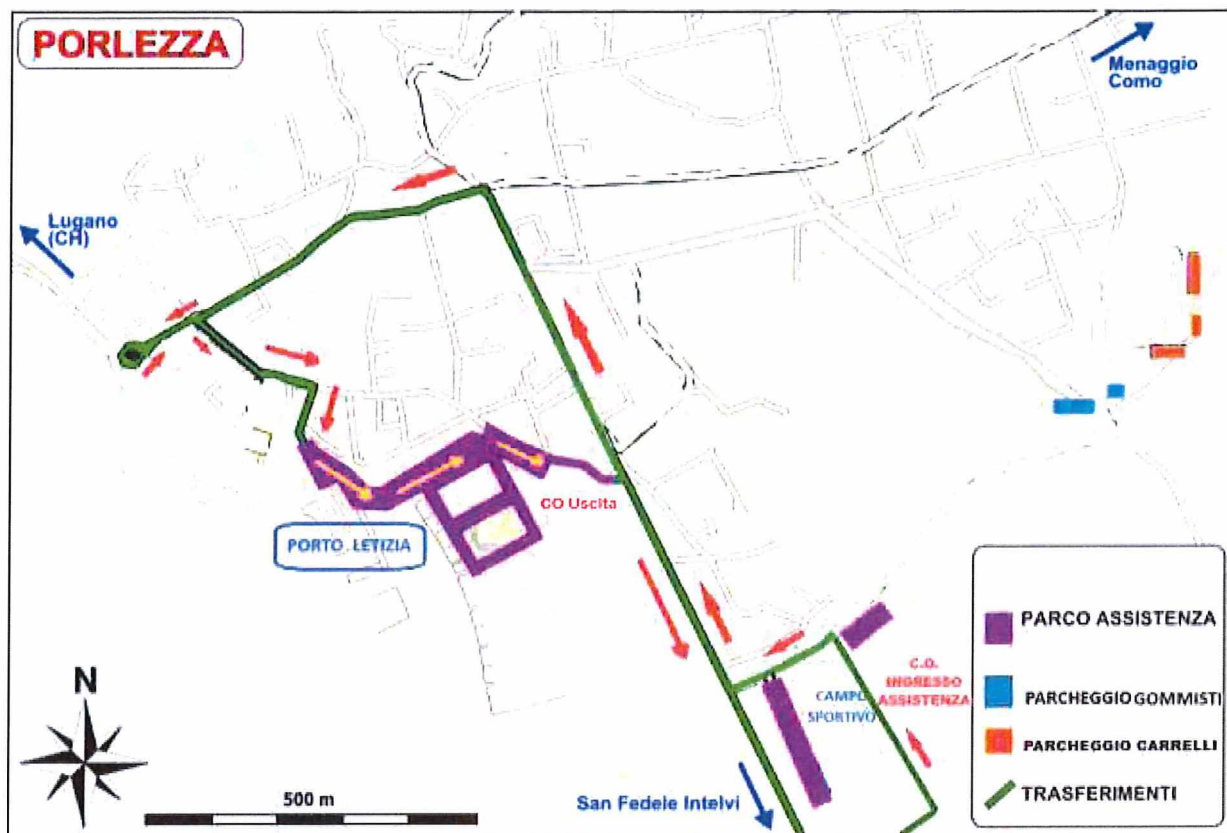 PORLEZZA
Menaggio
Como
Lugano
(CH)
CO Uscita
PORTO LETIZIA
C.O.
INGRESSO
ASSISTENZA
CAMPO
SPORTIVO
San Fedele Intelvi
N
500 m
PARCO ASSISTENZA
PARCHEGGIO GOMMISTI
PARCHEGGIO CARRELLI
TRASFERIMENTI